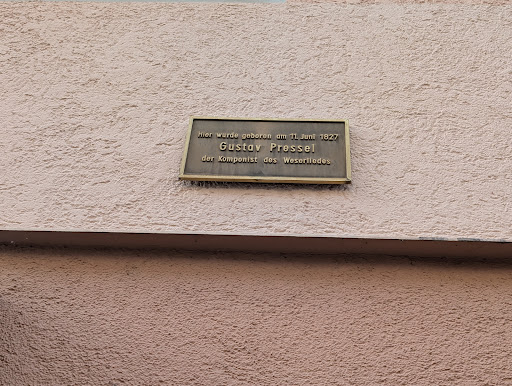 Hier wurde geboren am 11. Juni 1827
Gustav Pressel
der Komponist des Weserliedes